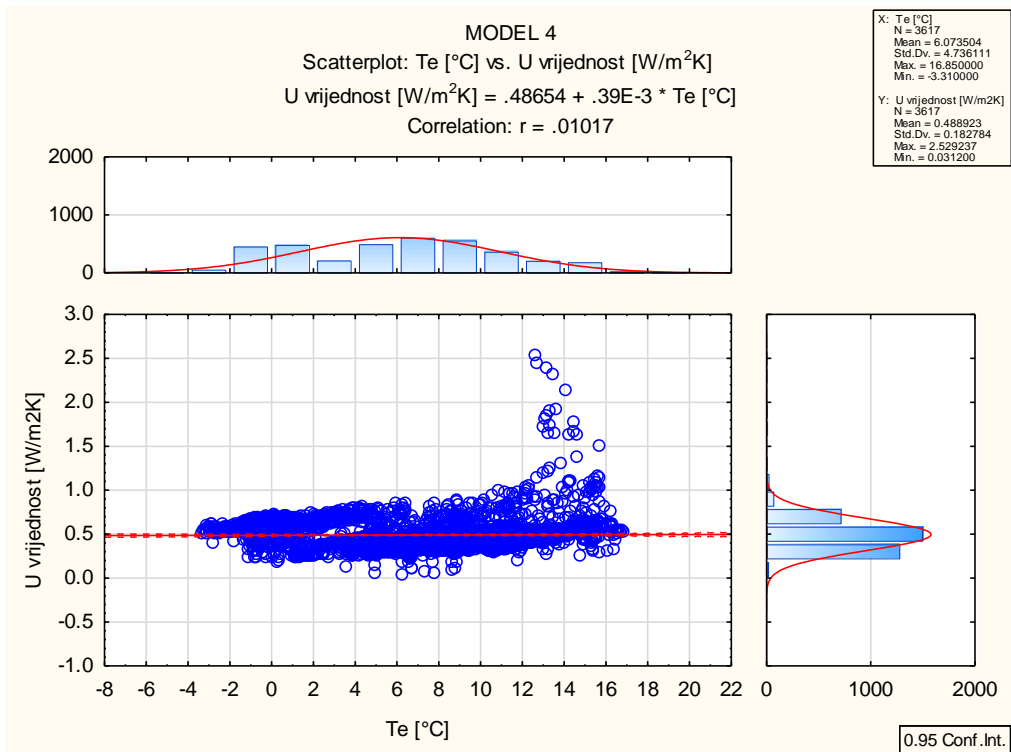 MODEL 4
Scatterplot: Te [°C] vs. U vrijednost [W/m²K]
U vrijednost [W/m²K] = .48654 + .39E-3 * Te [°C]
Correlation: r = .01017
X: Te [°C]
N = 3617
Mean = 6.073504
Std.Dv. = 4.736111
Max. = 16.850000
Min. = -3.310000
Y: U vrijednost [W/m2K]
N = 3617
Mean = 0.488923
Std.Dv. = 0.182784
Max. = 2.529237
Min. = 0.031200
2000
1000
0
3.0
2.5
2.0
1.5
1.0
0.5
0.0
-0.5
-1.0
U vrijednost [W/m2K]
-8 -6 -4 -2 0 2 4 6 8 10 12 14 16 18 20 22
Te [°C]
0 1000 2000
0.95 Conf.Int.